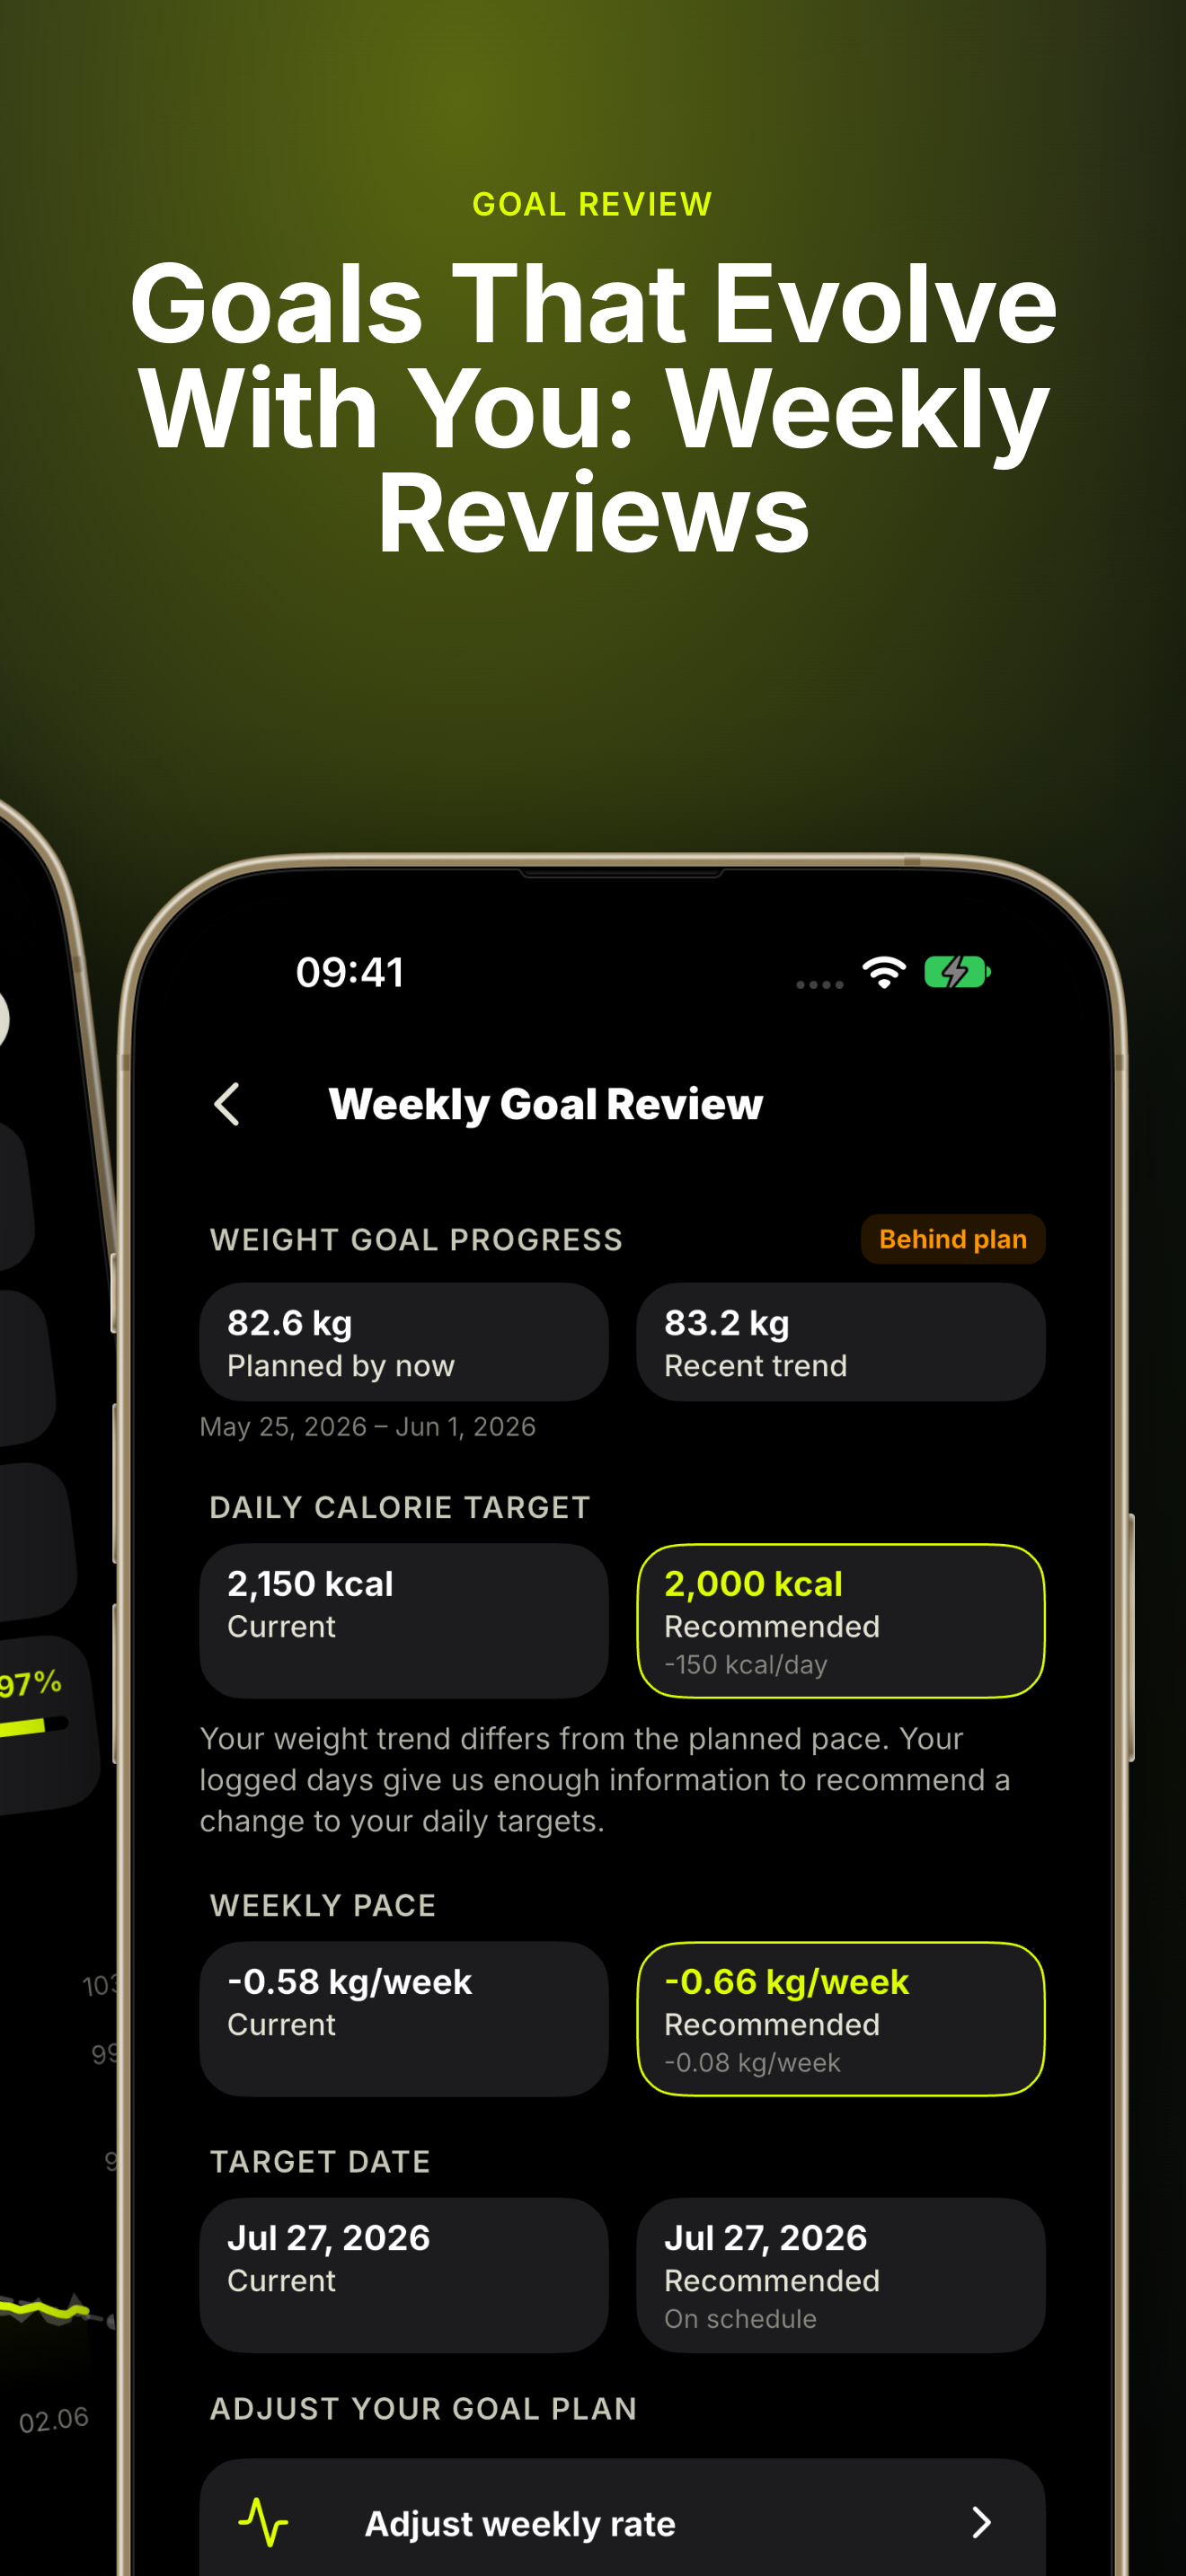 GOAL REVIEW
Goals That Evolve
With You: Weekly
Reviews
09:41
Weekly Goal Review
WEIGHT GOAL PROGRESS
Behind plan
82.6 kg
Planned by now
83.2 kg
Recent trend
May 25, 2026 – Jun 1, 2026
DAILY CALORIE TARGET
2,150 kcal
Current
2,000 kcal
Recommended
-150 kcal/day
97%
Your weight trend differs from the planned pace. Your
logged days give us enough information to recommend a
change to your daily targets.
WEEKLY PACE
-0.58 kg/week
Current
-0.66 kg/week
Recommended
-0.08 kg/week
TARGET DATE
Jul 27, 2026
Current
Jul 27, 2026
Recommended
On schedule
02.06
ADJUST YOUR GOAL PLAN
Adjust weekly rate